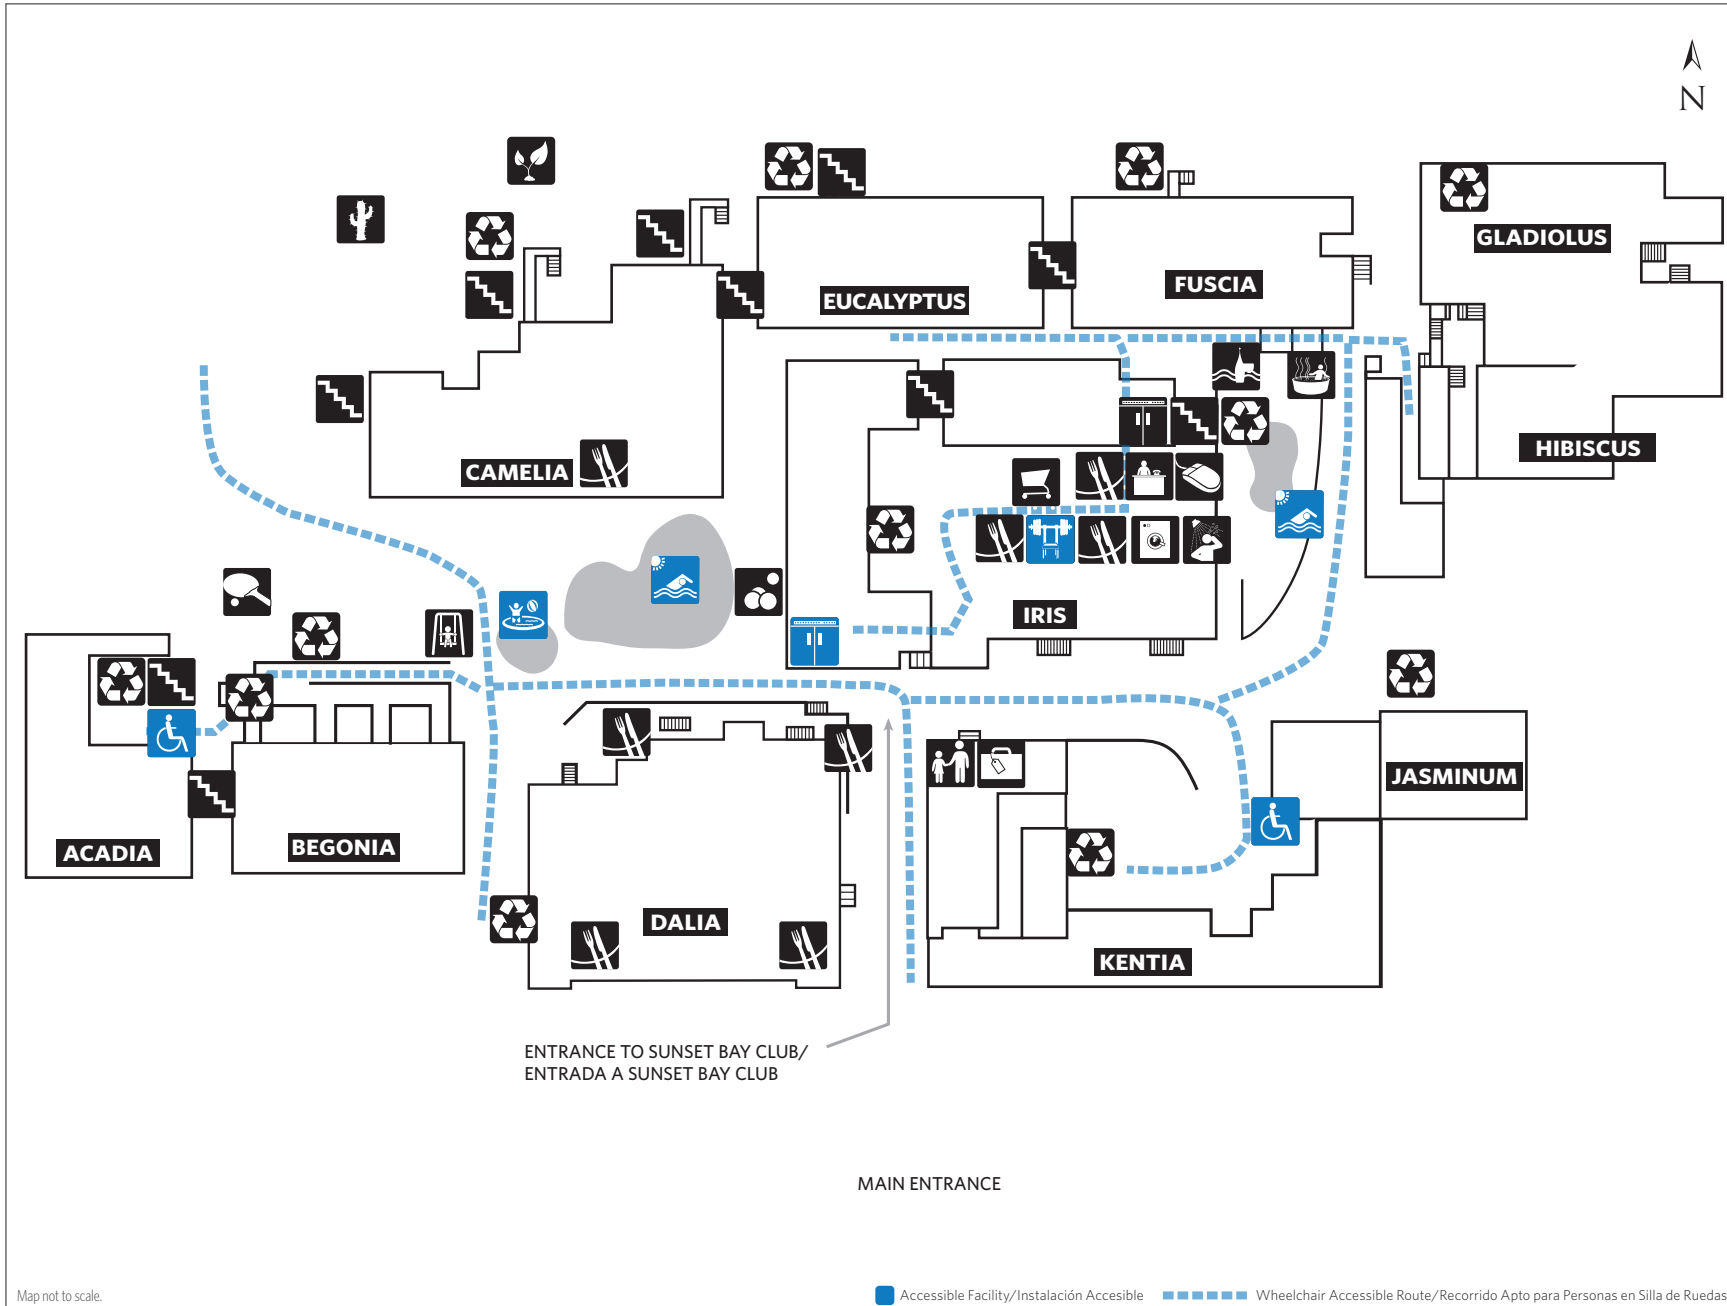 N
GLADIOLUS
EUCALYPTUS
FUSCIA
CAMELIA
HIBISCUS
IRIS
JASMINUM
ACADIA
BEGONIA
DALIA
KENTIA
ENTRANCE TO SUNSET BAY CLUB/
ENTRADA A SUNSET BAY CLUB
MAIN ENTRANCE
Map not to scale.
Accessible Facility/Instalación Accesible
Wheelchair Accessible Route/Recorrido Apto para Personas en Silla de Ruedas